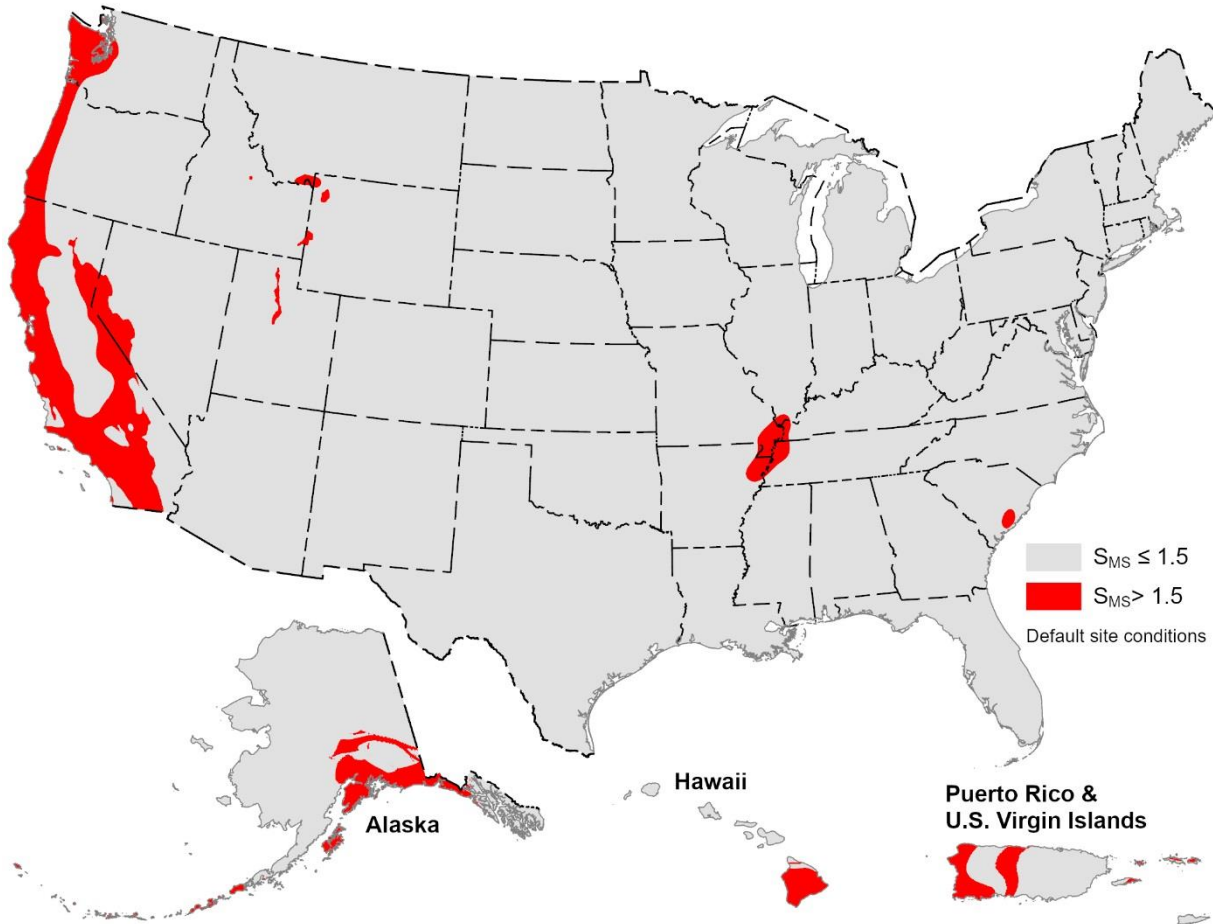 S_MS ≤ 1.5
S_MS> 1.5
Default site conditions
Hawaii
Puerto Rico &
U.S. Virgin Islands
Alaska